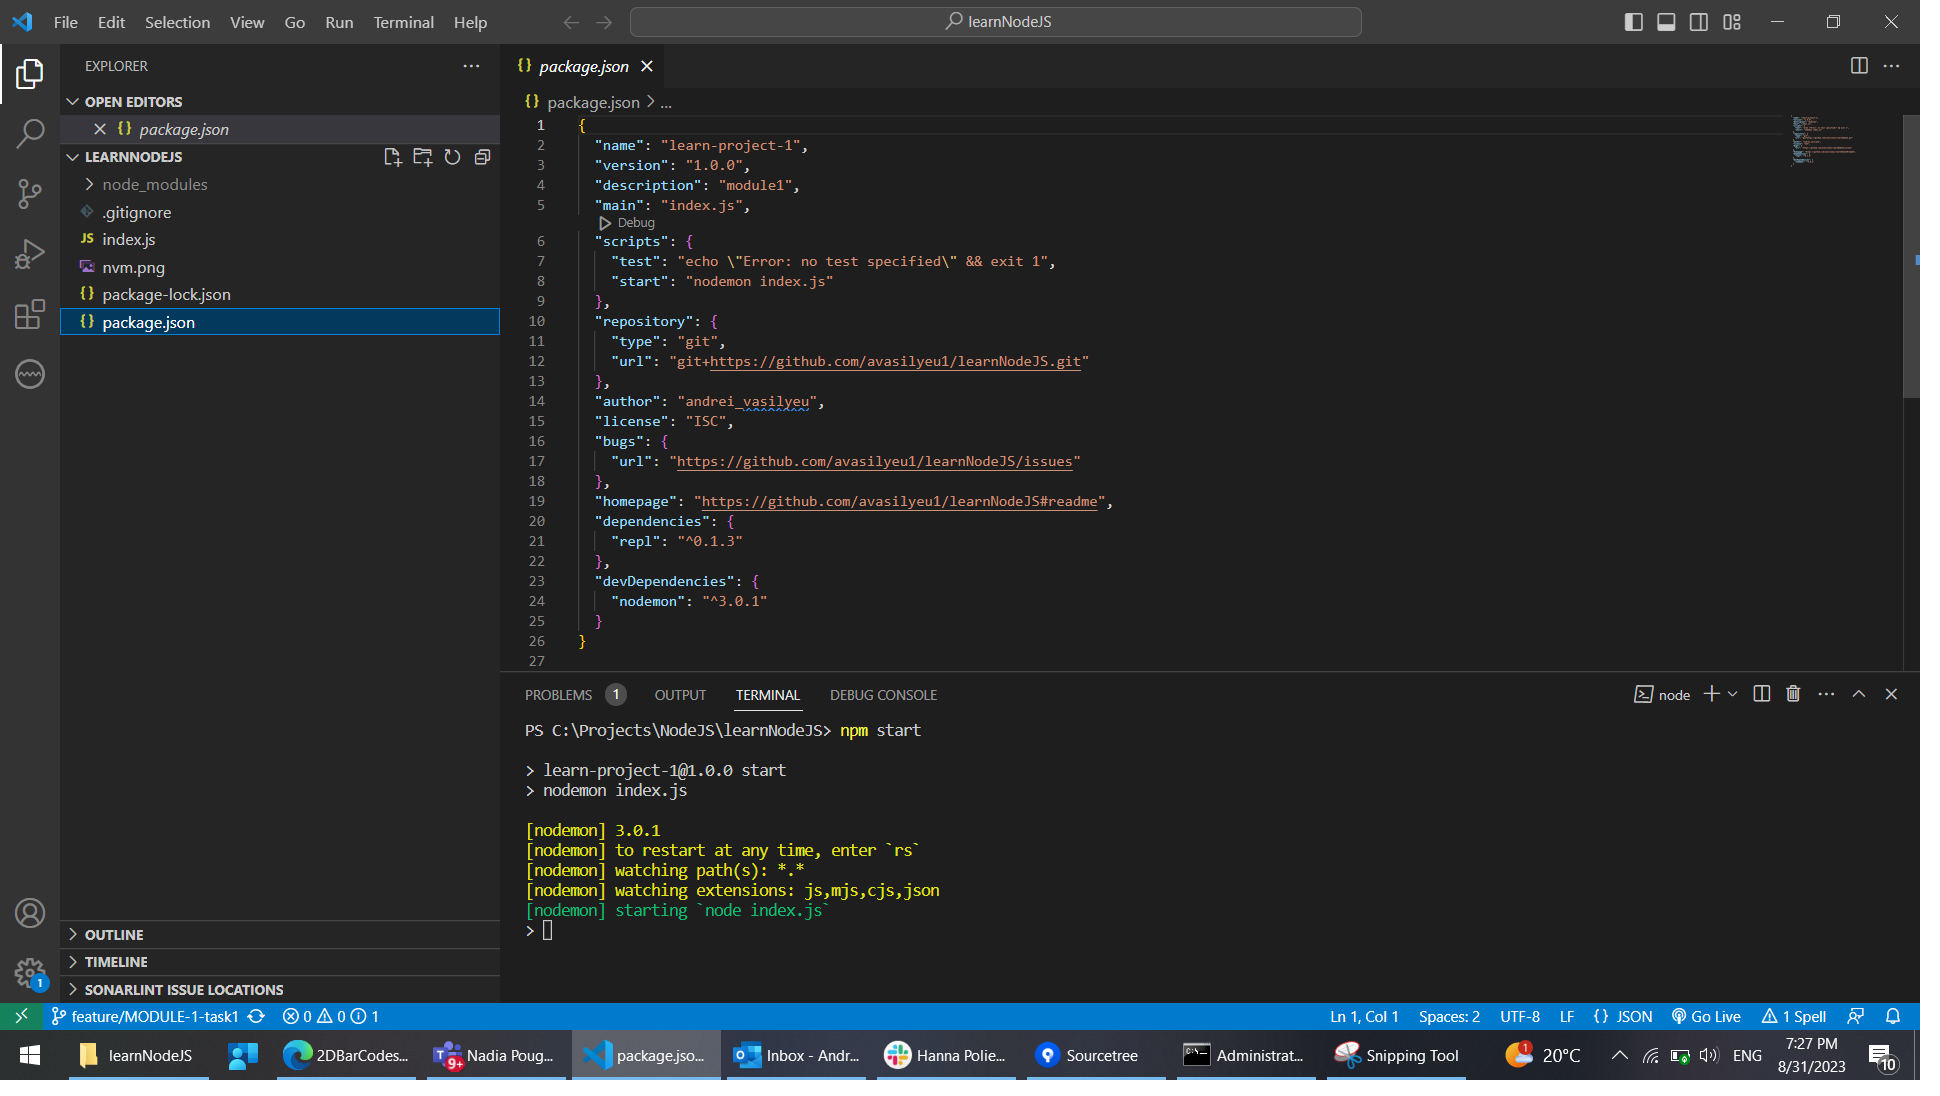 File Edit Selection View Go Run Terminal Help
learnNodeJS
EXPLORER
OPEN EDITORS
package.json
LEARNNODEJS
node_modules
.gitignore
JS index.js
nvm.png
{} package-lock.json
{} package.json
OUTLINE
TIMELINE
SONARLINT ISSUE LOCATIONS
{} package.json
{} package.json > ...
1 {
2 "name": "learn-project-1",
3 "version": "1.0.0",
4 "description": "module1",
5 "main": "index.js",
Debug
6 "scripts": {
7 "test": "echo \"Error: no test specified\" && exit 1",
8 "start": "nodemon index.js"
9 },
10 "repository": {
11 "type": "git",
12 "url": "git+https://github.com/avasilyeu1/learnNodeJS.git"
13 },
14 "author": "andrei_vasilyeu",
15 "license": "ISC",
16 "bugs": {
17 "url": "https://github.com/avasilyeu1/learnNodeJS/issues"
18 },
19 "homepage": "https://github.com/avasilyeu1/learnNodeJS#readme",
20 "dependencies": {
21 "repl": "^0.1.3"
22 },
23 "devDependencies": {
24 "nodemon": "^3.0.1"
25 }
26 }
27
PROBLEMS 1 OUTPUT TERMINAL DEBUG CONSOLE
node
PS C:\Projects\NodeJS\learnNodeJS> npm start
> learn-project-1@1.0.0 start
> nodemon index.js
[nodemon] 3.0.1
[nodemon] to restart at any time, enter `rs`
[nodemon] watching path(s): *.*
[nodemon] watching extensions: js,mjs,cjs,json
[nodemon] starting `node index.js`
>
1
feature/MODULE-1-task1 0 0 1
Ln 1, Col 1 Spaces: 2 UTF-8 LF {} JSON Go Live 1 Spell
learnNodeJS
2DBarCodes...
9+ Nadia Poug...
package.jso...
Inbox - Andr...
Hanna Polie...
Sourcetree
Administrat...
Snipping Tool
1 20°C
ENG
7:27 PM
8/31/2023
10